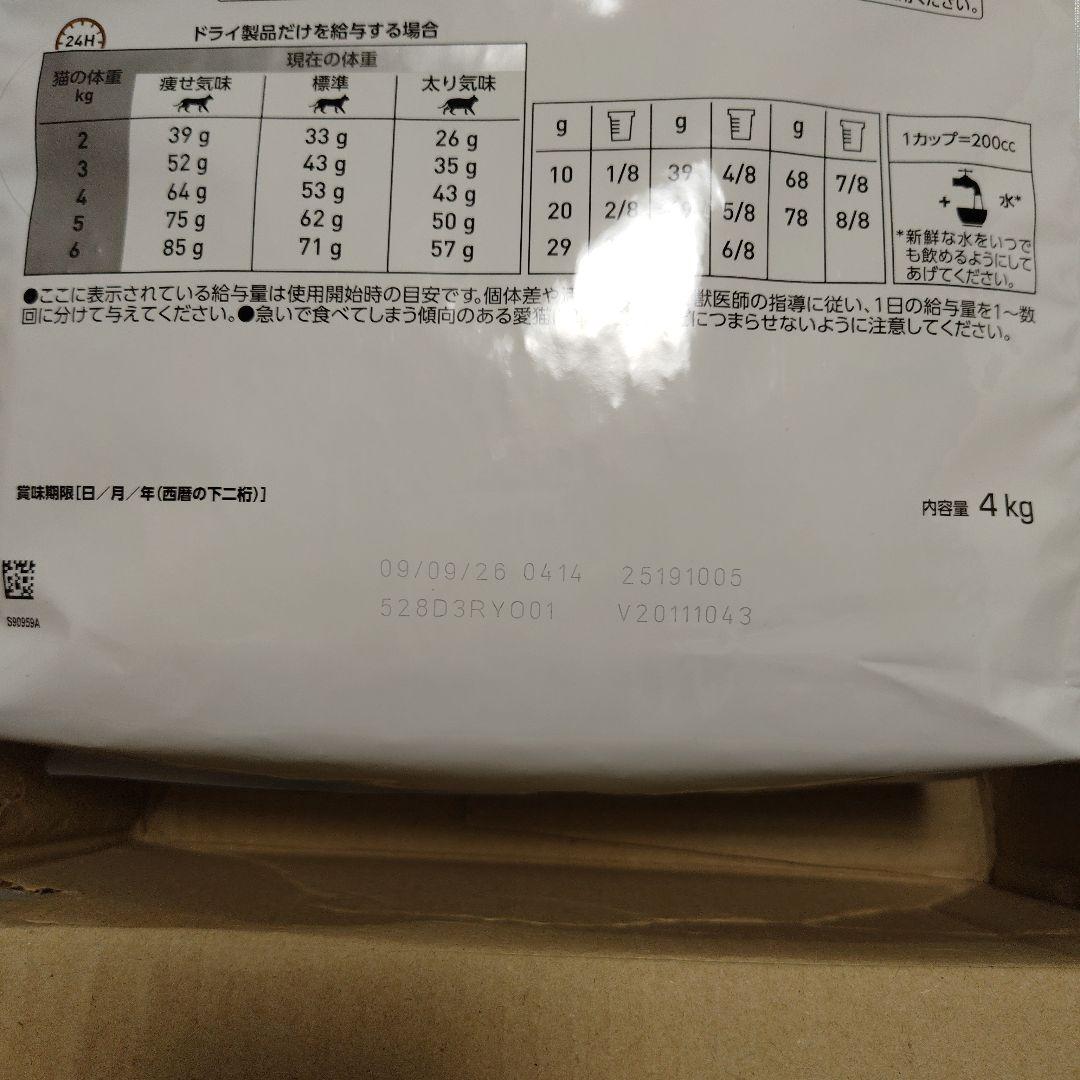 ください。
24H
ドライ製品だけを給与する場合
猫の体重 kg 現在の体重
痩せ気味 標準 太り気味
2 39 g 33 g 26 g
3 52 g 43 g 35 g
4 64 g 53 g 43 g
5 75 g 62 g 50 g
6 85 g 71 g 57 g
g g g
10 1/8 39 4/8 68 7/8
20 2/8 5/8 78 8/8
29 6/8
1カップ=200cc
+ 水*
*新鮮な水をいつで
も飲めるようにして
あげてください。
●ここに表示されている給与量は使用開始時の目安です。個体差や 獣医師の指導に従い、1日の給与量を1〜数
回に分けて与えてください。●急いで食べてしまう傾向のある愛猫 につまらせないように注意してください。
賞味期限[日/月/年(西暦の下二桁)]
内容量 4 kg
09/09/26 0414 25191005
528D3RYO01 V20111043
S90959A